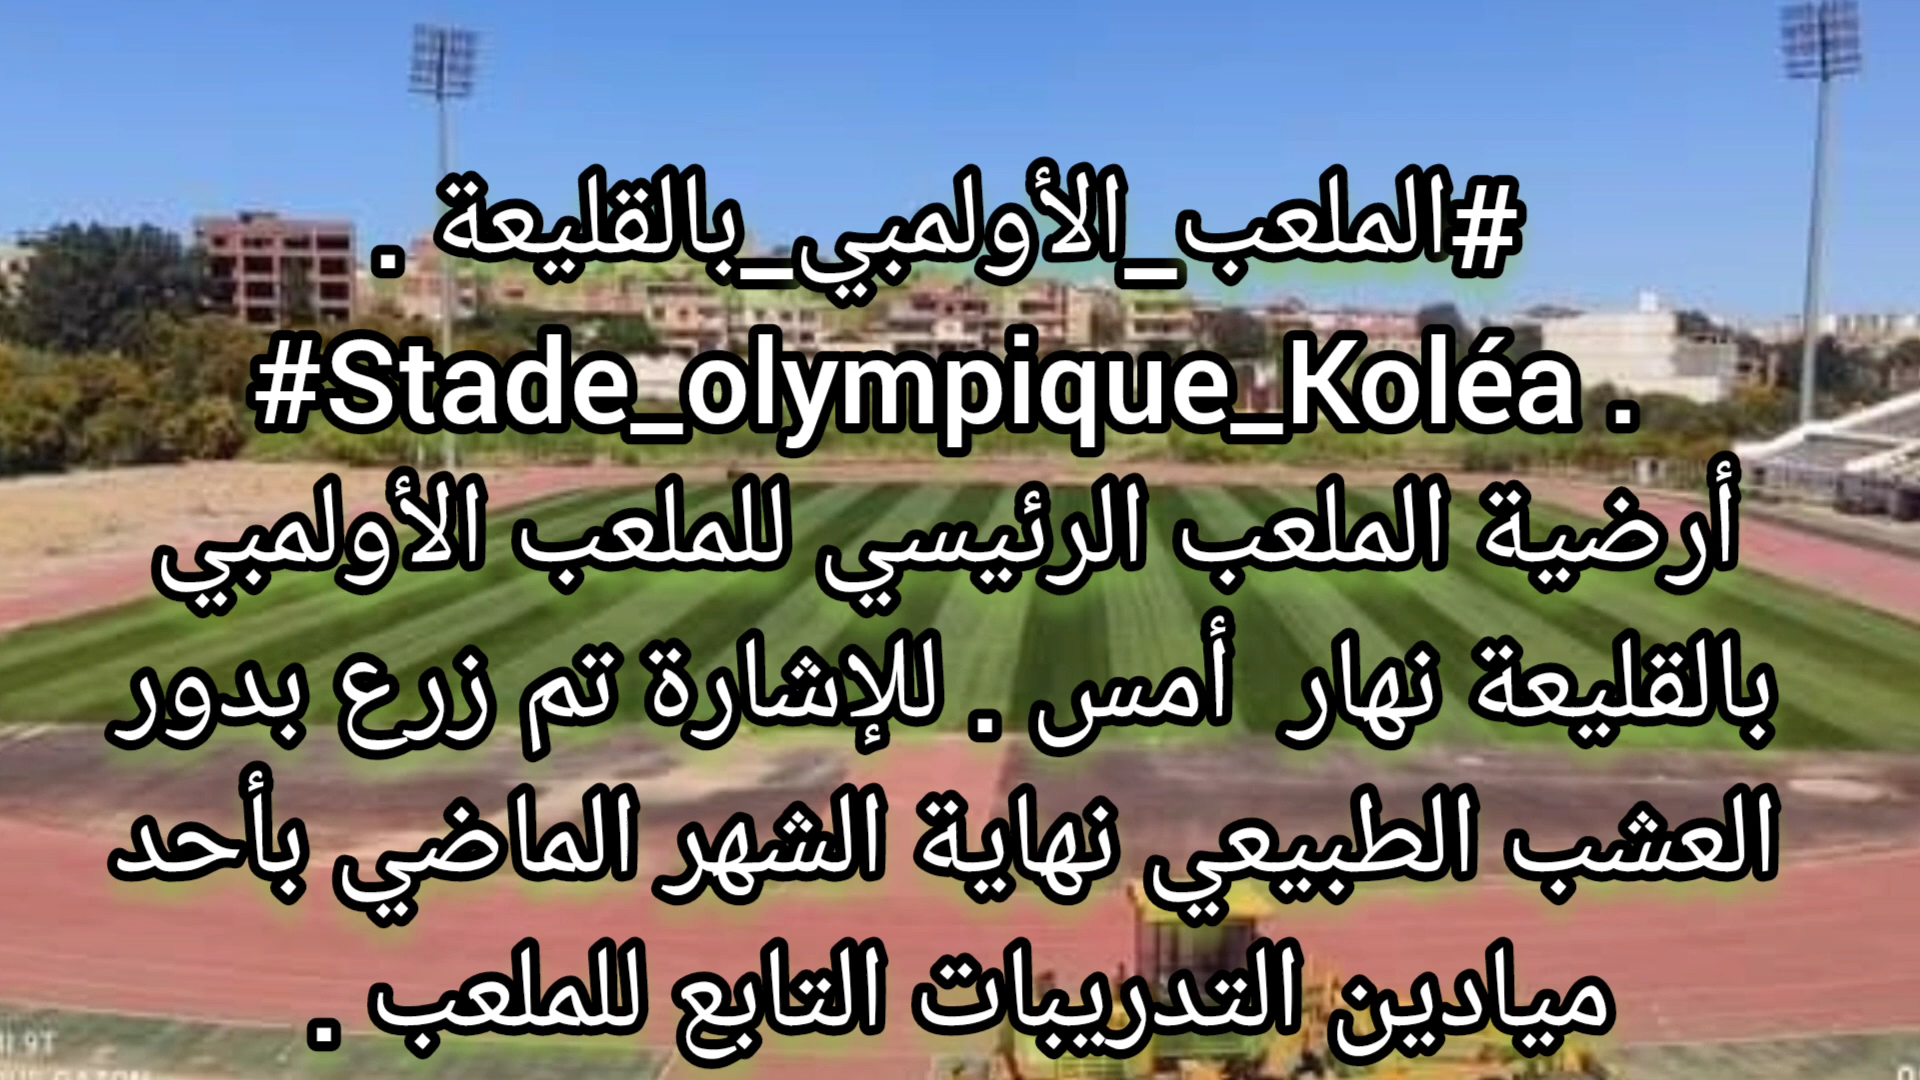 #الملعب_الأولمبي_بالقليعة .
#Stade_olympique_Koléa .
أرضية الملعب الرئيسي للملعب الأولمبي
بالقليعة نهار أمس . للإشارة تم زرع بدور
العشب الطبيعي نهاية الشهر الماضي بأحد
ميادين التدريبات التابع للملعب .